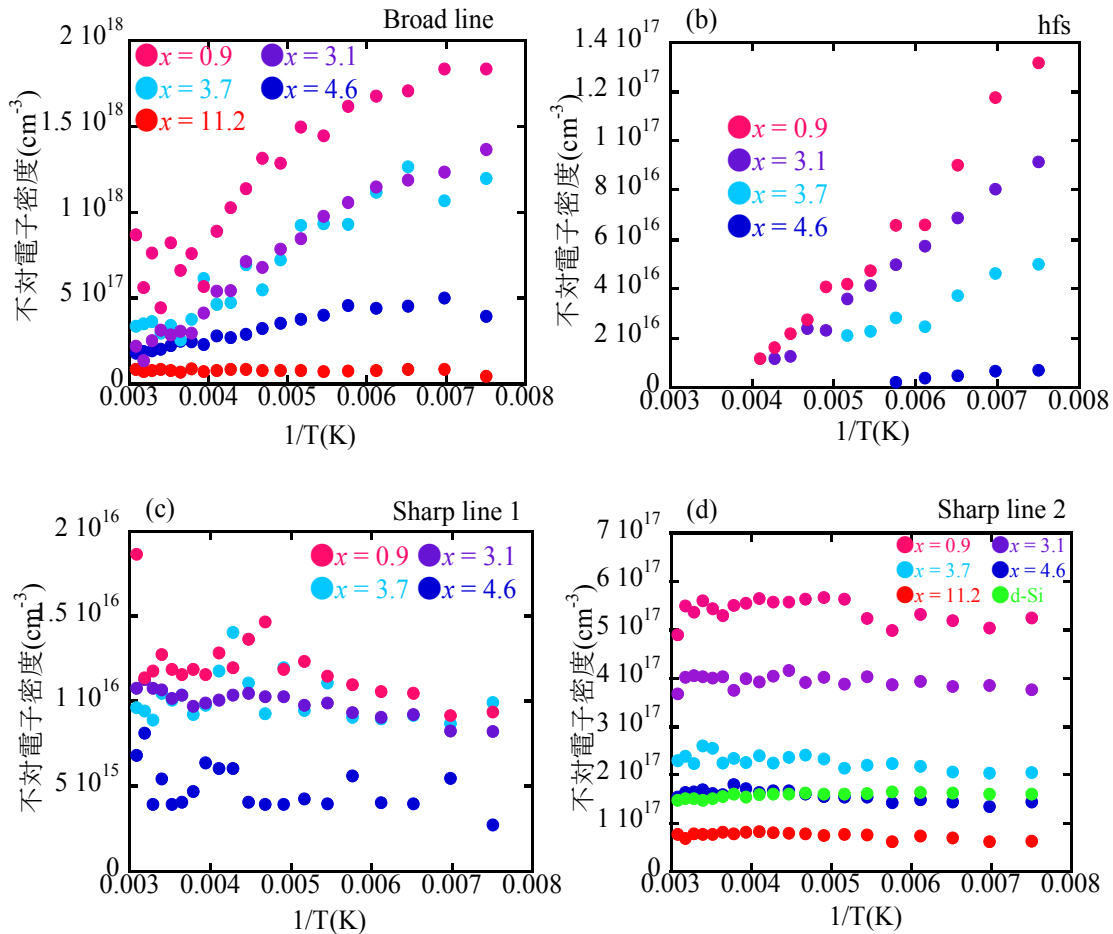 Broad line
2 10^18
1.5 10^18
1 10^18
5 10^17
0
x = 0.9
x = 3.1
x = 3.7
x = 4.6
x = 11.2
不対電子密度(cm^-3)
0.003 0.004 0.005 0.006 0.007 0.008
1/T(K)
(b)
hfs
1.4 10^17
1.2 10^17
1 10^17
8 10^16
6 10^16
4 10^16
2 10^16
0
x = 0.9
x = 3.1
x = 3.7
x = 4.6
不対電子密度(cm^-3)
0.003 0.004 0.005 0.006 0.007 0.008
1/T(K)
(c)
Sharp line 1
2 10^16
1.5 10^16
1 10^16
5 10^15
0
x = 0.9
x = 3.1
x = 3.7
x = 4.6
不対電子密度(cm^-3)
0.003 0.004 0.005 0.006 0.007 0.008
1/T(K)
(d)
Sharp line 2
7 10^17
6 10^17
5 10^17
4 10^17
3 10^17
2 10^17
1 10^17
0
x = 0.9
x = 3.1
x = 3.7
x = 4.6
x = 11.2
d-Si
不対電子密度(cm^-3)
0.003 0.004 0.005 0.006 0.007 0.008
1/T(K)